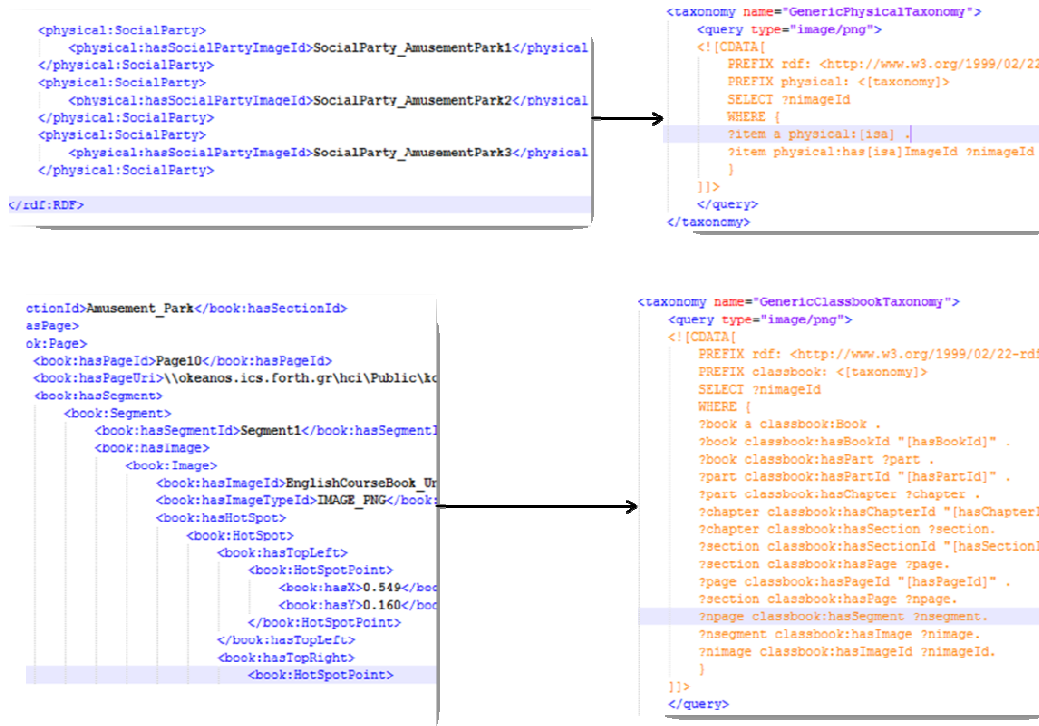 <physical:SocialParty>
<physical:hasSocialPartyImageId>SocialParty_AmusementPark1</physical
</physical:SocialParty>
<physical:SocialParty>
<physical:hasSocialPartyImageId>SocialParty_AmusementPark2</physical
</physical:SocialParty>
<physical:SocialParty>
<physical:hasSocialPartyImageId>SocialParty_AmusementPark3</physical
</physical:SocialParty>
</rdf:RDF>
<taxonomy name="GenericPhysicalTaxonomy">
<query type="image/png">
<![CDATA[
PREFIX rdf: <http://www.w3.org/1999/02/22
PREFIX physical: <[taxonomy]>
SELECT ?nimageId
WHERE {
?item a physical:[isa] .
?item physical:has[isa]ImageId ?nimageId
}
]]>
</query>
</taxonomy>
ctionId>Amusement_Park</book:hasSectionId>
asPage>
ok:Page>
<book:hasPageId>Page10</book:hasPageId>
<book:hasPageUri>\\okeanos.ics.forth.gr\hci\Public\ko
<book:hasSegment>
<book:Segment>
<book:hasSegmentId>Segment1</book:hasSegmentI
<book:hasImage>
<book:Image>
<book:hasImageId>EnglishCourseBook_Un
<book:hasImageTypeId>IMAGE_PNG</book:
<book:hasHotSpot>
<book:HotSpot>
<book:hasTopLeft>
<book:HotSpotPoint>
<book:hasX>0.549</boo
<book:hasY>0.160</boo
</book:HotSpotPoint>
</book:hasTopLeft>
<book:hasTopRight>
<book:HotSpotPoint>
<taxonomy name="GenericClassbookTaxonomy">
<query type="image/png">
<![CDATA[
PREFIX rdf: <http://www.w3.org/1999/02/22-rdf
PREFIX classbook: <[taxonomy]>
SELECT ?nimageId
WHERE {
?book a classbook:Book .
?book classbook:hasBookId "[hasBookId]" .
?book classbook:hasPart ?part .
?part classbook:hasPartId "[hasPartId]" .
?part classbook:hasChapter ?chapter .
?chapter classbook:hasChapterId "[hasChapterI
?chapter classbook:hasSection ?section.
?section classbook:hasSectionId "[hasSectionI
?section classbook:hasPage ?page.
?page classbook:hasPageId "[hasPageId]" .
?section classbook:hasPage ?npage.
?npage classbook:hasSegment ?nsegment.
?nsegment classbook:hasImage ?nimage.
?nimage classbook:hasImageId ?nimageId.
}
]]>
</query>